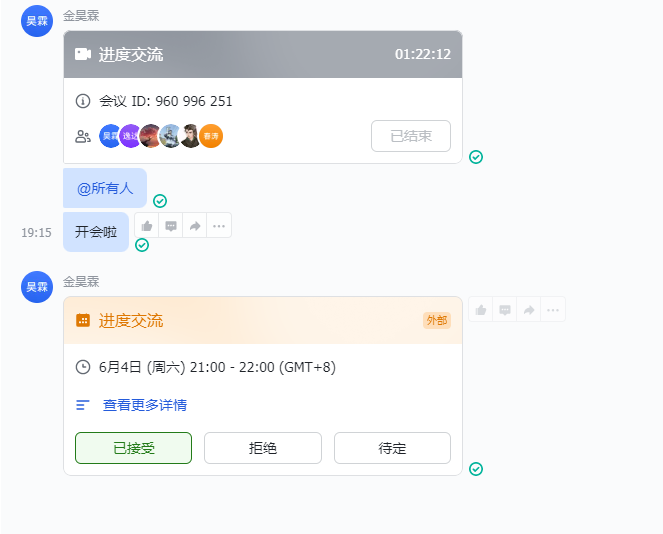 昊霖
金昊霖
进度交流
01:22:12
会议 ID: 960 996 251
昊霖
逸达
春涛
已结束
@所有人
19:15
开会啦
昊霖
金昊霖
进度交流
外部
6月4日 (周六) 21:00 - 22:00 (GMT+8)
查看更多详情
已接受
拒绝
待定